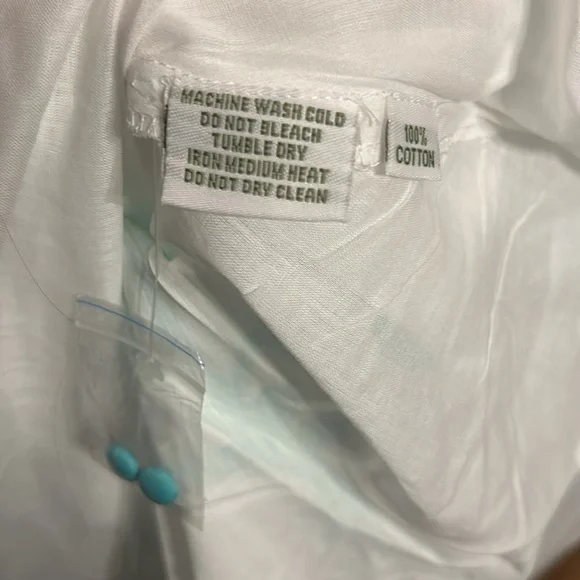 MACHINE WASH COLD
DO NOT BLEACH
TUMBLE DRY
IRON MEDIUM HEAT
DO NOT DRY CLEAN
100%
COTTON